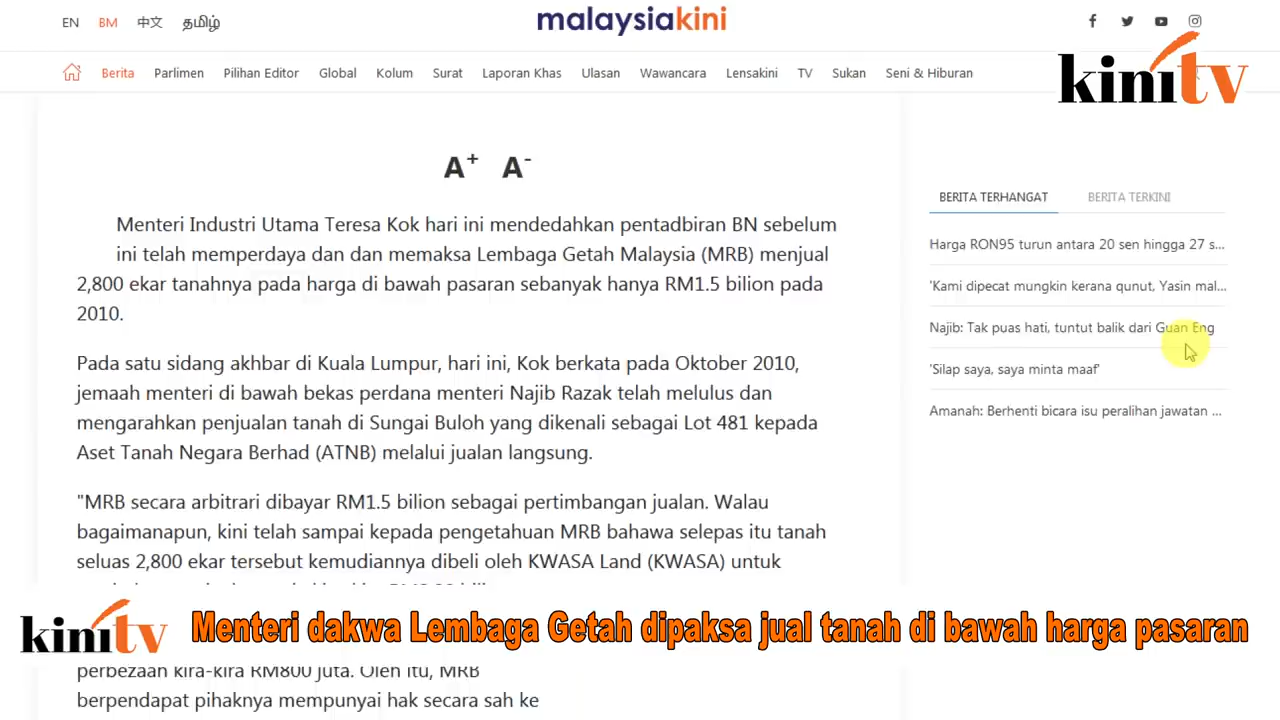 EN BM 中文 தமிழ்
malaysiakini
Berita Parlimen Pilihan Editor Global Kolum Surat Laporan Khas Ulasan Wawancara Lensakini TV Sukan Seni & Hiburan
kinitv
A+ A-
Menteri Industri Utama Teresa Kok hari ini mendedahkan pentadbiran BN sebelum
ini telah memperdaya dan dan memaksa Lembaga Getah Malaysia (MRB) menjual
2,800 ekar tanahnya pada harga di bawah pasaran sebanyak hanya RM1.5 bilion pada
2010.
Pada satu sidang akhbar di Kuala Lumpur, hari ini, Kok berkata pada Oktober 2010,
jemaah menteri di bawah bekas perdana menteri Najib Razak telah melulus dan
mengarahkan penjualan tanah di Sungai Buloh yang dikenali sebagai Lot 481 kepada
Aset Tanah Negara Berhad (ATNB) melalui jualan langsung.
"MRB secara arbitrari dibayar RM1.5 bilion sebagai pertimbangan jualan. Walau
bagaimanapun, kini telah sampai kepada pengetahuan MRB bahawa selepas itu tanah
seluas 2,800 ekar tersebut kemudiannya dibeli oleh KWASA Land (KWASA) untuk
perbezaan kira-kira RM800 juta. Oleh itu, MRB
berpendapat pihaknya mempunyai hak secara sah ke
BERITA TERHANGAT BERITA TERKINI
Harga RON95 turun antara 20 sen hingga 27 s...
'Kami dipecat mungkin kerana qunut, Yasin mal...
Najib: Tak puas hati, tuntut balik dari Guan Eng
'Silap saya, saya minta maaf'
Amanah: Berhenti bicara isu peralihan jawatan ...
kinitv
Menteri dakwa Lembaga Getah dipaksa jual tanah di bawah harga pasaran